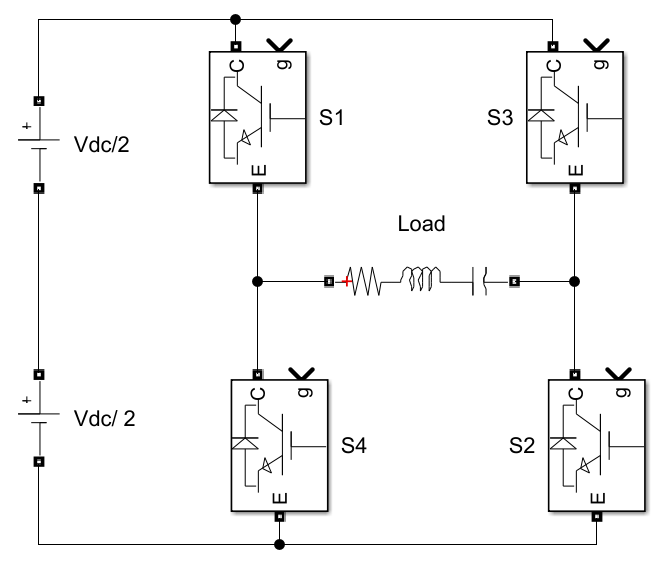 C g
S1
E
C g
S3
E
+
Vdc/2
Load
+
C g
S4
E
C g
S2
E
+
Vdc/ 2